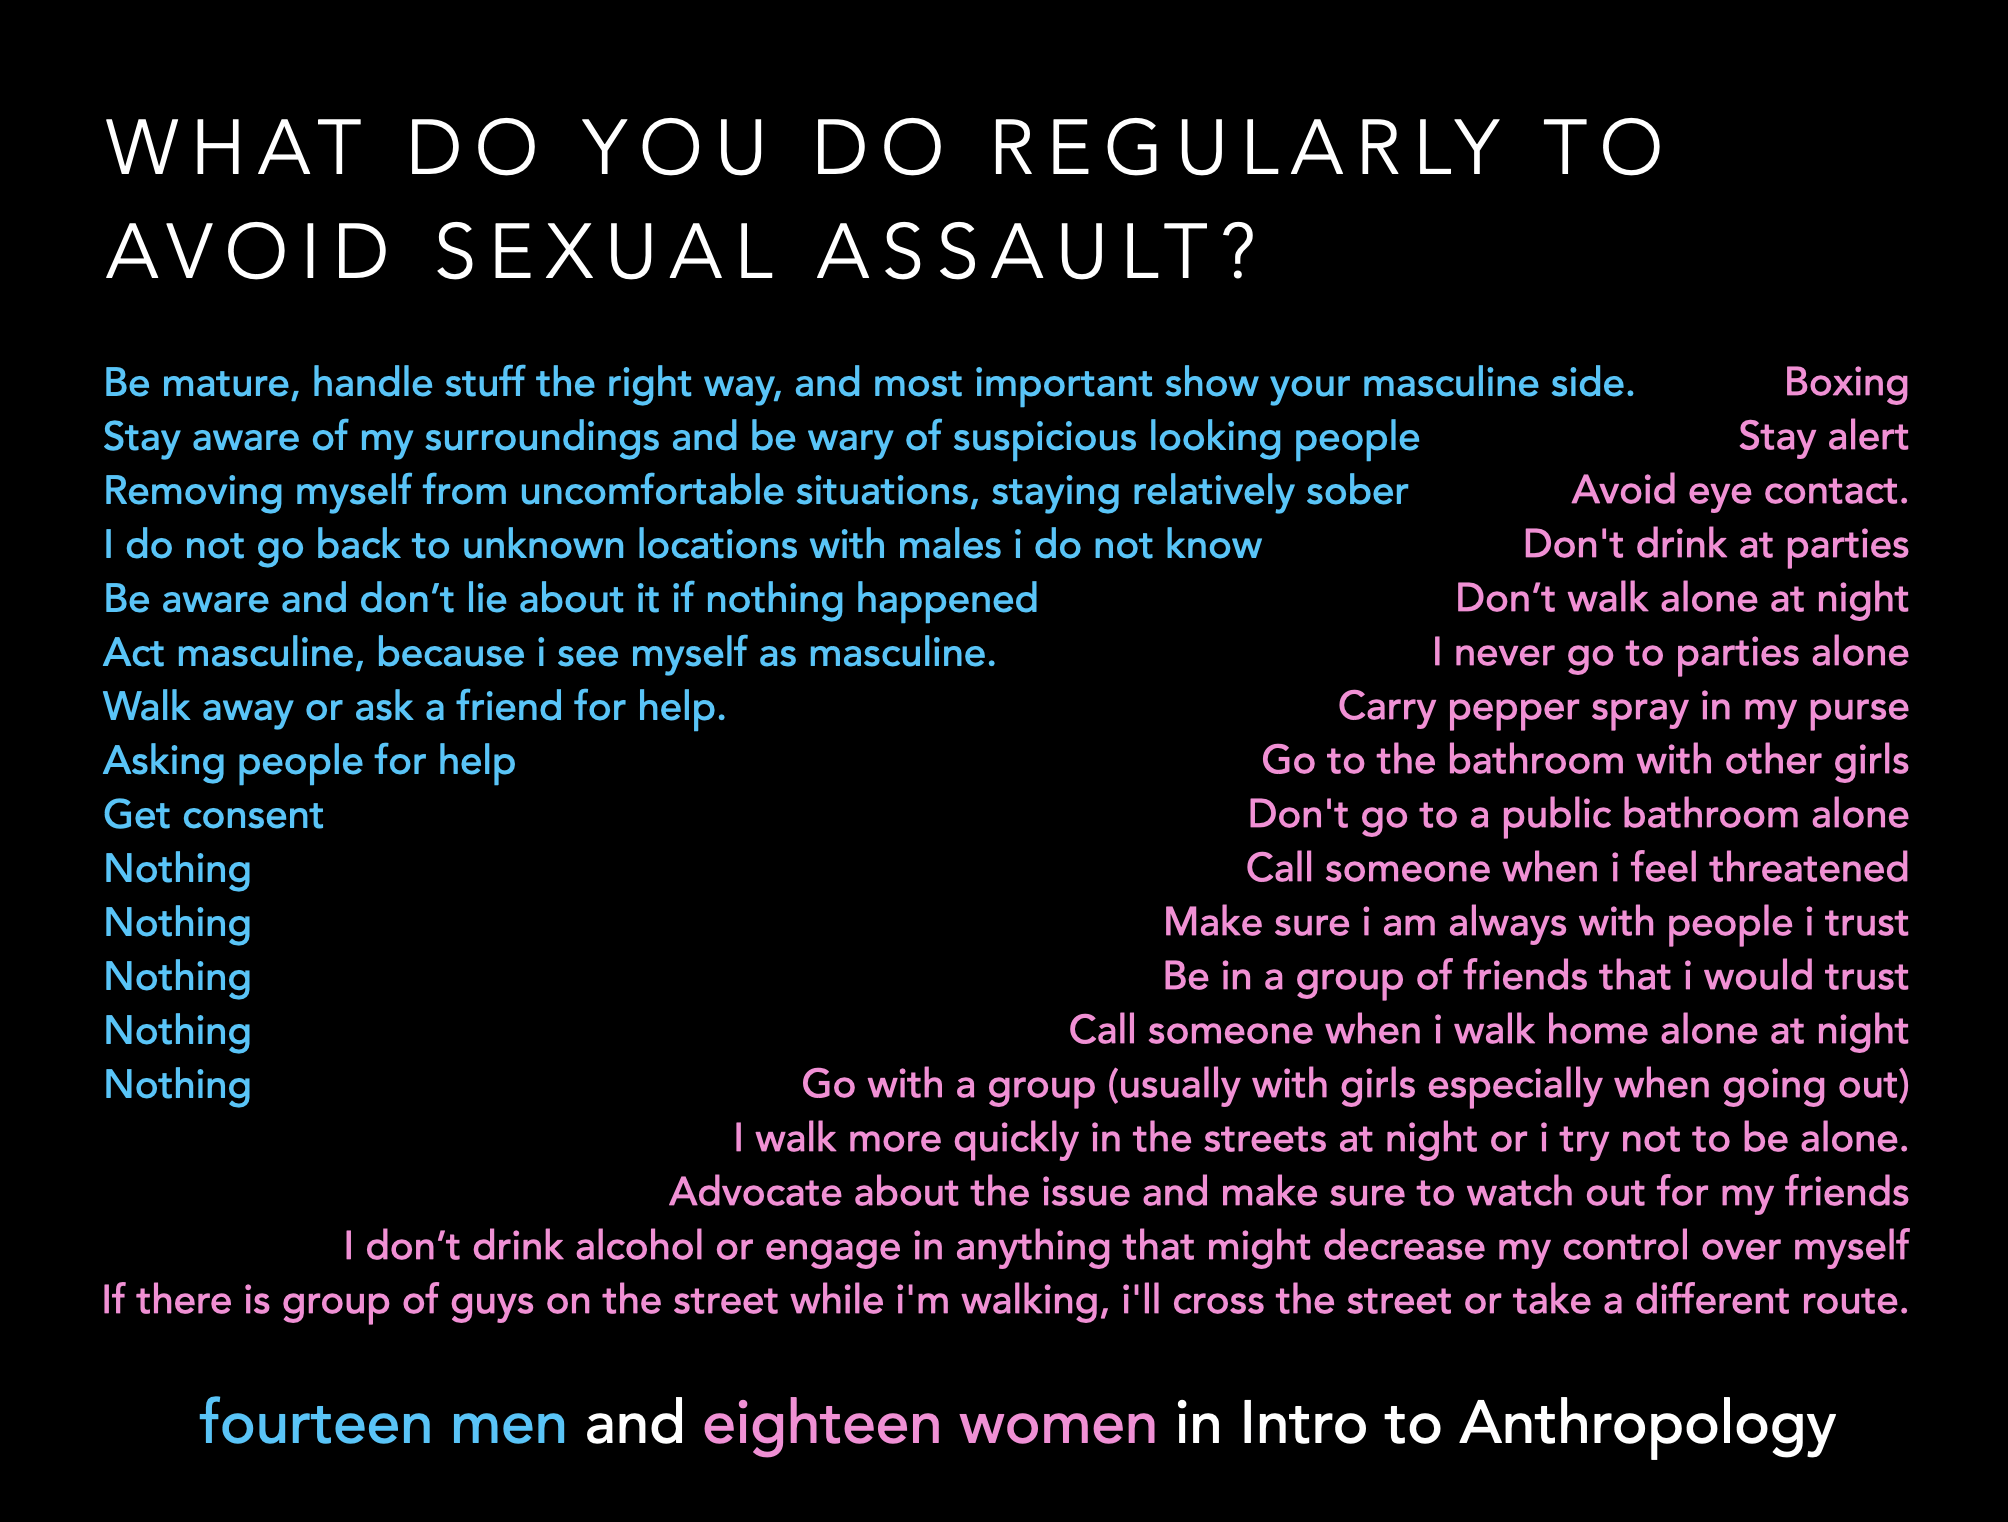 WHAT DO YOU DO REGULARLY TO
AVOID SEXUAL ASSAULT?
Be mature, handle stuff the right way, and most important show your masculine side.
Stay aware of my surroundings and be wary of suspicious looking people
Removing myself from uncomfortable situations, staying relatively sober
I do not go back to unknown locations with males i do not know
Be aware and don’t lie about it if nothing happened
Act masculine, because i see myself as masculine.
Walk away or ask a friend for help.
Asking people for help
Get consent
Nothing
Nothing
Nothing
Nothing
Nothing
Boxing
Stay alert
Avoid eye contact.
Don't drink at parties
Don’t walk alone at night
I never go to parties alone
Carry pepper spray in my purse
Go to the bathroom with other girls
Don't go to a public bathroom alone
Call someone when i feel threatened
Make sure i am always with people i trust
Be in a group of friends that i would trust
Call someone when i walk home alone at night
Go with a group (usually with girls especially when going out)
I walk more quickly in the streets at night or i try not to be alone.
Advocate about the issue and make sure to watch out for my friends
I don’t drink alcohol or engage in anything that might decrease my control over myself
If there is group of guys on the street while i'm walking, i'll cross the street or take a different route.
fourteen men and eighteen women in Intro to Anthropology